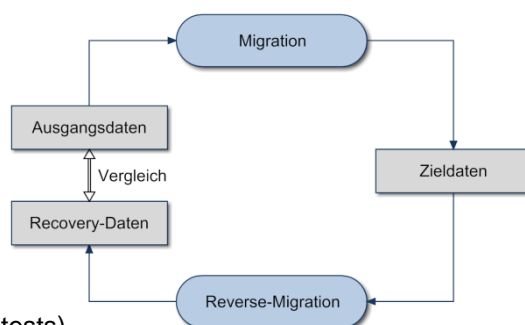 Migration
Ausgangsdaten
Vergleich
Zieldaten
Recovery-Daten
Reverse-Migration